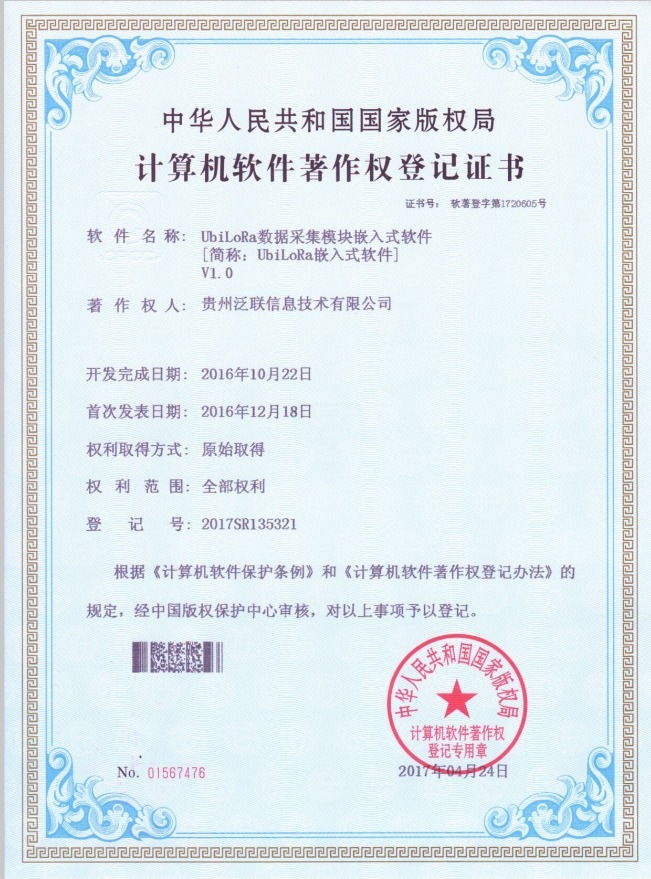 中华人民共和国国家版权局
计算机软件著作权登记证书
证书号： 软著登字第1720605号
软件名称： UbiLoRa数据采集模块嵌入式软件
[简称：UbiLoRa嵌入式软件]
V1.0
著作权人： 贵州泛联信息技术有限公司
开发完成日期： 2016年10月22日
首次发表日期： 2016年12月18日
权利取得方式： 原始取得
权利范围： 全部权利
登记号： 2017SR135321
根据《计算机软件保护条例》和《计算机软件著作权登记办法》的
规定，经中国版权保护中心审核，对以上事项予以登记。
中华人民共和国国家版权局
计算机软件著作权
登记专用章
No. 01567476
2017年04月24日